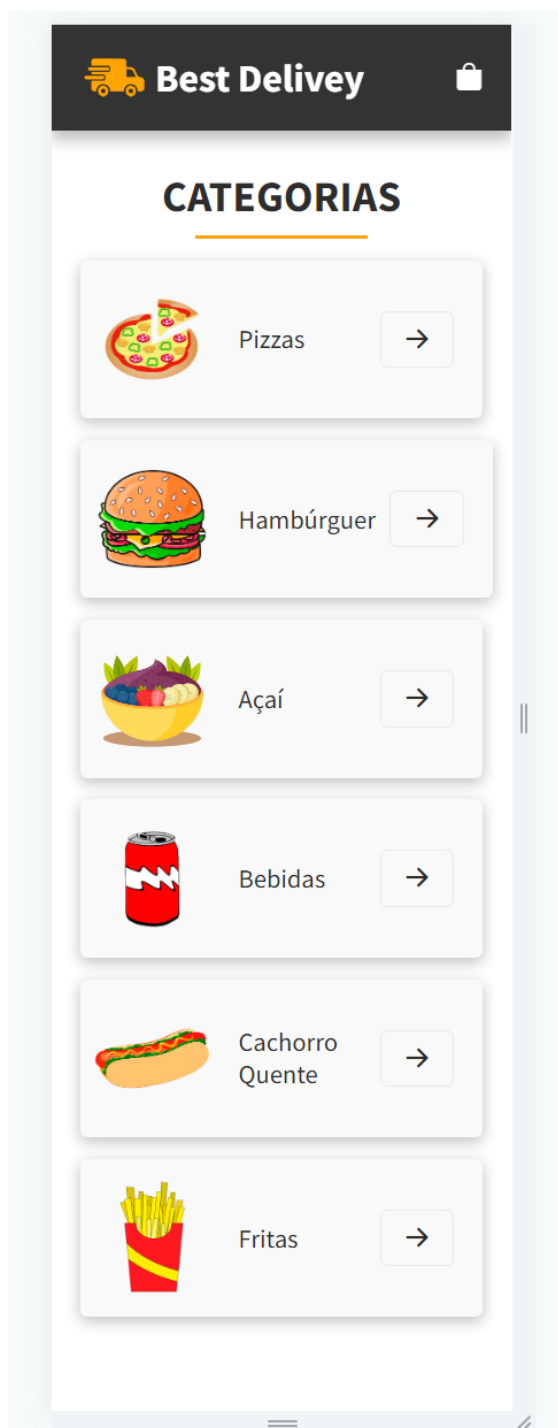 Best Delivey
CATEGORIAS
Pizzas
Hambúrguer
Açaí
Bebidas
Cachorro
Quente
Fritas